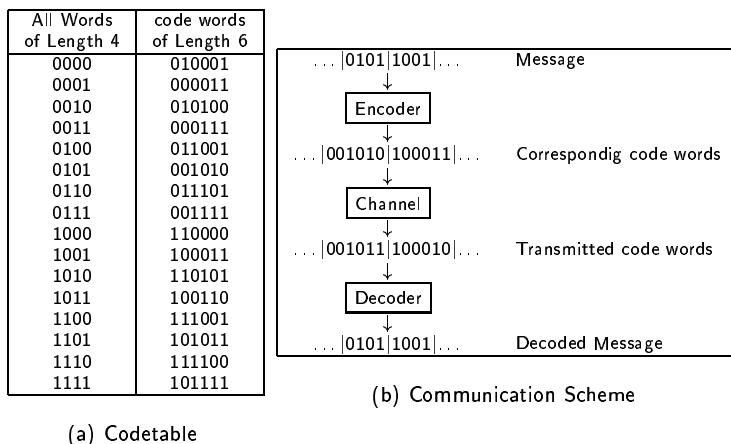 All Words code words
of Length 4 of Length 6
0000 010001
0001 000011
0010 010100
0011 000111
0100 011001
0101 001010
0110 011101
0111 001111
1000 110000
1001 100011
1010 110101
1011 100110
1100 111001
1101 101011
1110 111100
1111 101111
(a) Codetable
...|0101|1001|... Message
↓
Encoder
↓
...|001010|100011|... Correspondig code words
↓
Channel
↓
...|001011|100010|... Transmitted code words
↓
Decoder
↓
...|0101|1001|... Decoded Message
(b) Communication Scheme